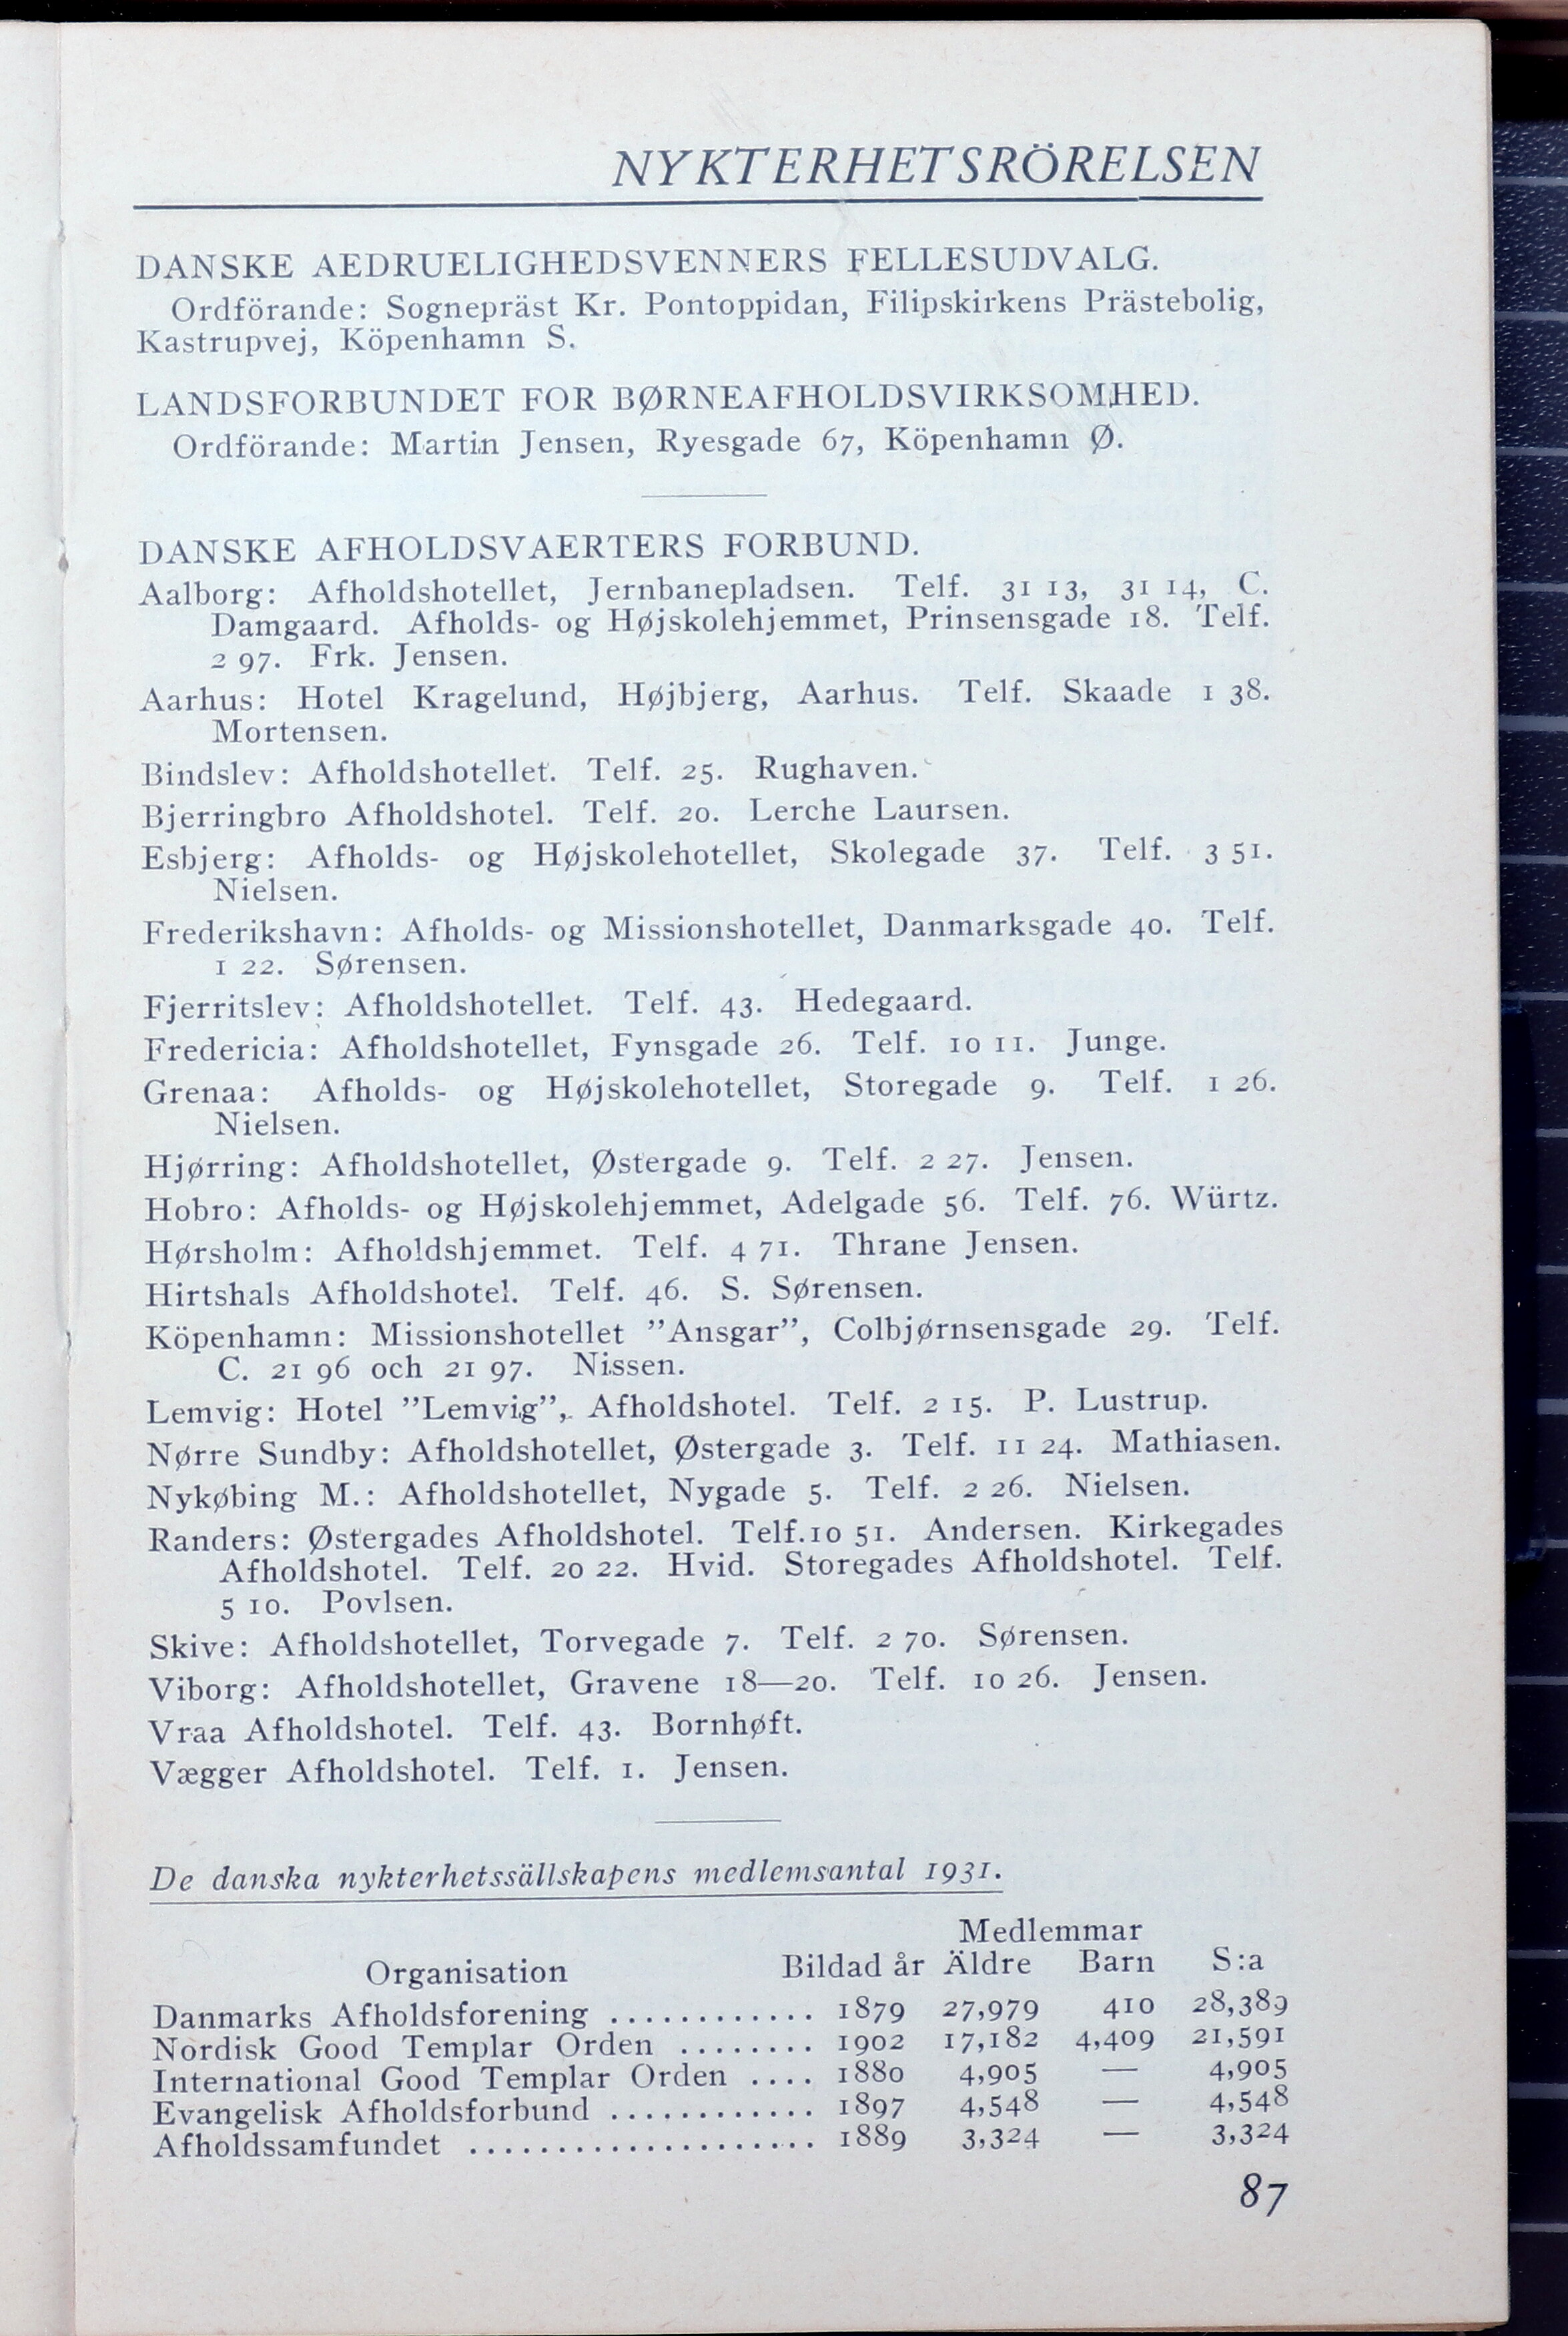 NYKTERHETSRÖRELSEN
DANSKE AEDRUELIGHEDSVENNERS FELLESUDVALG.
Ordförande: Sognepräst Kr. Pontoppidan, Filipskirkens Prästebolig,
Kastrupvej, Köpenhamn S.
LANDSFORBUNDET FOR BØRNEAFHOLDSVIRKSOMHED.
Ordförande: Martin Jensen, Ryesgade 67, Köpenhamn Ø.
DANSKE AFHOLDSVAERTERS FORBUND.
Aalborg: Afholdshotellet, Jernbanepladsen. Telf. 31 13, 31 14, C.
Damgaard. Afholds- og Højskolehjemmet, Prinsensgade 18. Telf.
2 97. Frk. Jensen.
Aarhus: Hotel Kragelund, Højbjerg, Aarhus. Telf. Skaade 1 38.
Mortensen.
Bindslev: Afholdshotellet. Telf. 25. Rughaven.
Bjerringbro Afholdshotel. Telf. 20. Lerche Laursen.
Esbjerg: Afholds- og Højskolehotellet, Skolegade 37. Telf. 3 51.
Nielsen.
Frederikshavn: Afholds- og Missionshotellet, Danmarksgade 40. Telf.
1 22. Sørensen.
Fjerritslev: Afholdshotellet. Telf. 43. Hedegaard.
Fredericia: Afholdshotellet, Fynsgade 26. Telf. 10 11. Junge.
Grenaa: Afholds- og Højskolehotellet, Storegade 9. Telf. 1 26.
Nielsen.
Hjørring: Afholdshotellet, Østergade 9. Telf. 2 27. Jensen.
Hobro: Afholds- og Højskolehjemmet, Adelgade 56. Telf. 76. Würtz.
Hørsholm: Afholdshjemmet. Telf. 4 71. Thrane Jensen.
Hirtshals Afholdshotel. Telf. 46. S. Sørensen.
Köpenhamn: Missionshotellet ”Ansgar”, Colbjørnsensgade 29. Telf.
C. 21 96 och 21 97. Nissen.
Lemvig: Hotel ”Lemvig”, Afholdshotel. Telf. 2 15. P. Lustrup.
Nørre Sundby: Afholdshotellet, Østergade 3. Telf. 11 24. Mathiasen.
Nykøbing M.: Afholdshotellet, Nygade 5. Telf. 2 26. Nielsen.
Randers: Østergades Afholdshotel. Telf.10 51. Andersen. Kirkegades
Afholdshotel. Telf. 20 22. Hvid. Storegades Afholdshotel. Telf.
5 10. Povlsen.
Skive: Afholdshotellet, Torvegade 7. Telf. 2 70. Sørensen.
Viborg: Afholdshotellet, Gravene 18—20. Telf. 10 26. Jensen.
Vraa Afholdshotel. Telf. 43. Bornhøft.
Vægger Afholdshotel. Telf. 1. Jensen.
De danska nykterhetssällskapens medlemsantal 1931.
Medlemmar
Organisation Bildad år Äldre Barn S:a
Danmarks Afholdsforening ............ 1879 27,979 410 28,389
Nordisk Good Templar Orden ........ 1902 17,182 4,409 21,591
International Good Templar Orden .... 1880 4,905 — 4,905
Evangelisk Afholdsforbund ............ 1897 4,548 — 4,548
Afholdssamfundet .................... 1889 3,324 — 3,324
87